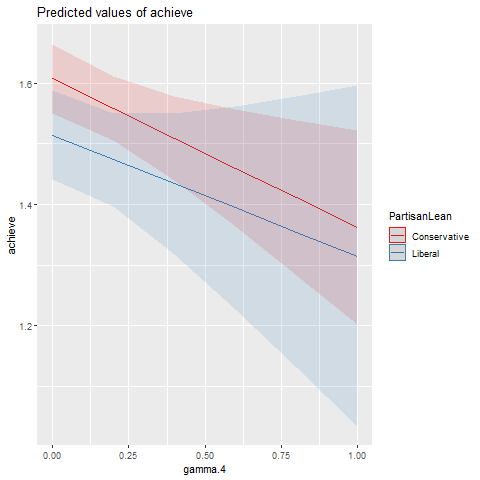 Predicted values of achieve
1.6
1.4
1.2
achieve
0.00 0.25 0.50 0.75 1.00
gamma.4
PartisanLean
Conservative
Liberal